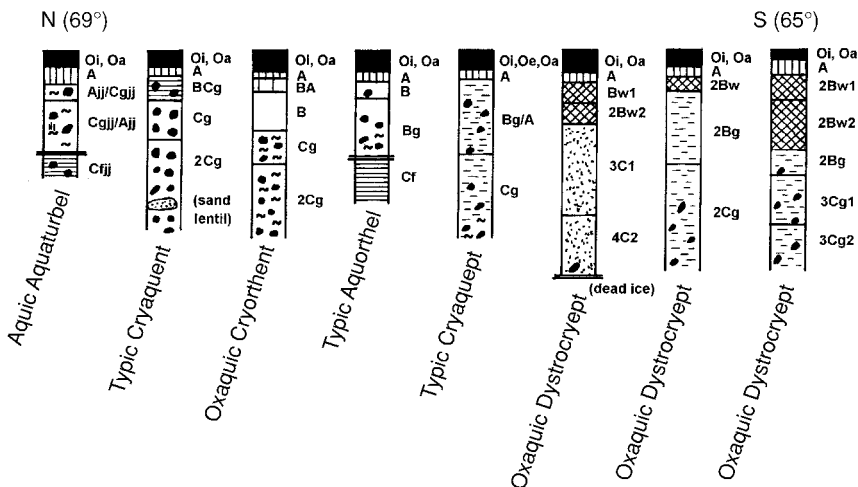 N (69°)
S (65°)
Oi, Oa
A
Ajj/Cgjj
Cgjj/Ajj
Cfjj
Aquic Aquaturbel
Oi, Oa
A
BCg
Cg
2Cg
(sand
lentil)
Typic Cryaquent
Oi, Oa
A
BA
B
Cg
2Cg
Oxaquic Cryorthent
Oi, Oa
A
B
Bg
Cf
Typic Aquorthel
Oi,Oe,Oa
A
Bg/A
Cg
Typic Cryaquept
Oi, Oa
A
Bw1
2Bw2
3C1
4C2
(dead ice)
Oxaquic Dystrocryept
Oi, Oa
A
2Bw
2Bg
2Cg
Oxaquic Dystrocryept
Oi, Oa
A
2Bw1
2Bw2
2Bg
3Cg1
3Cg2
Oxaquic Dystrocryept